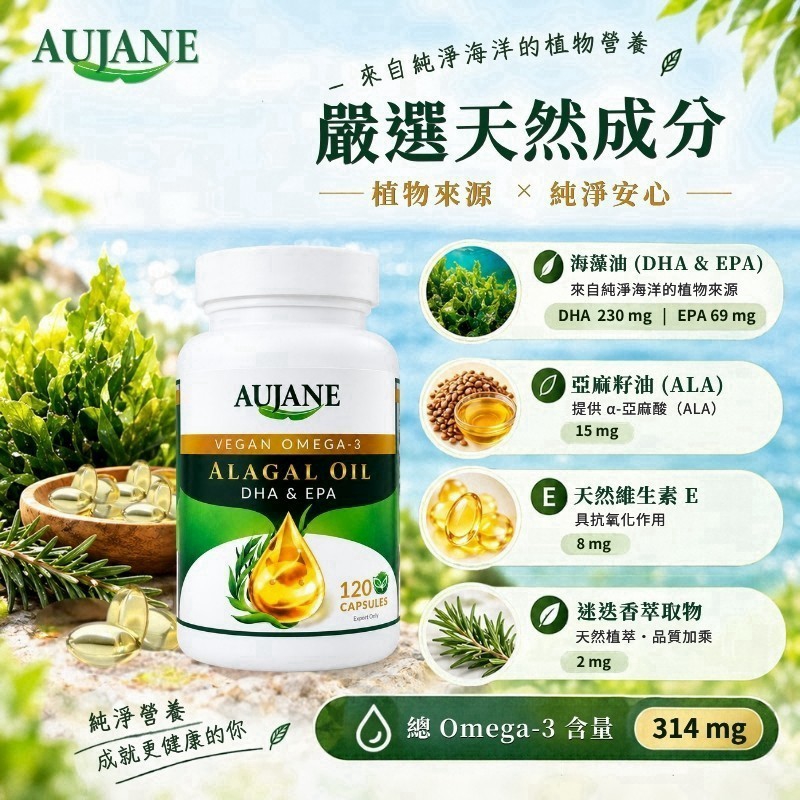 AUJANE
來自純淨海洋的植物營養
嚴選天然成分
植物來源 × 純淨安心
海藻油 (DHA & EPA)
來自純淨海洋的植物來源
DHA 230 mg | EPA 69 mg
亞麻籽油 (ALA)
提供 α-亞麻酸（ALA）
15 mg
E 天然維生素 E
具抗氧化作用
8 mg
迷迭香萃取物
天然植萃・品質加乘
2 mg
總 Omega-3 含量 314 mg
AUJANE
VEGAN OMEGA-3
ALAGAL OIL
DHA & EPA
120
CAPSULES
Export Only
純淨營養
成就更健康的你